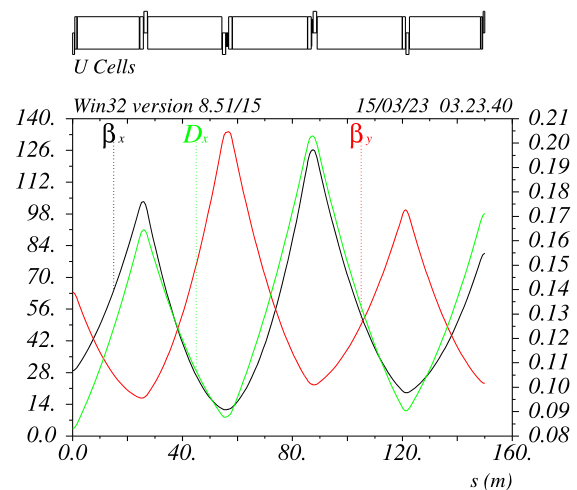 U Cells
Win32 version 8.51/15 15/03/23 03.23.40
140. 0.21
βx Dx βy
126. 0.20
0.19
112. 0.18
98. 0.17
0.16
84. 0.15
70. 0.14
56. 0.13
42. 0.12
0.11
28. 0.10
14. 0.09
0.0 0.08
0.0 40. 80. 120. 160.
s (m)